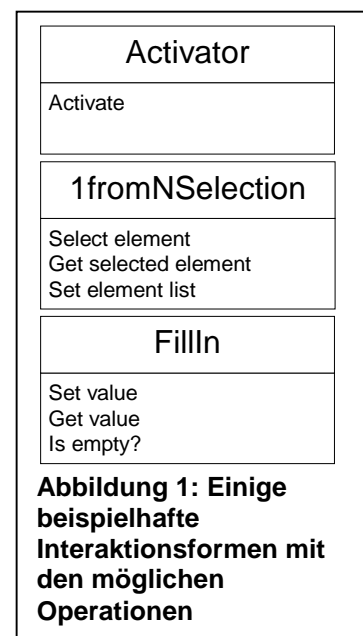 Activator
Activate
1fromNSelection
Select element
Get selected element
Set element list
FillIn
Set value
Get value
Is empty?
Abbildung 1: Einige
beispielhafte
Interaktionsformen mit
den möglichen
Operationen